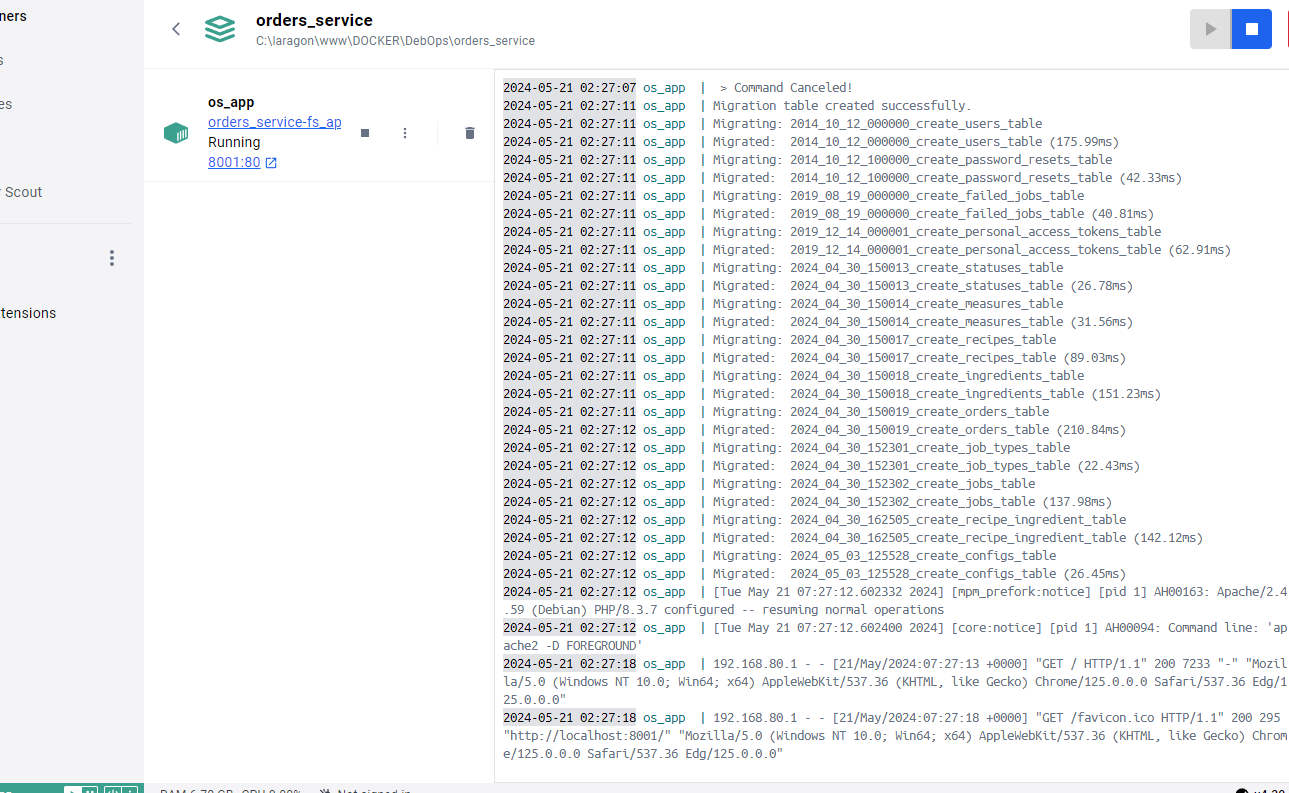 ners
orders_service
C:\laragon\www\DOCKER\DebOps\orders_service
s
es
r Scout
tensions
os_app
orders_service-fs_ap
Running
8001:80
2024-05-21 02:27:07 os_app | > Command Canceled!
2024-05-21 02:27:11 os_app | Migration table created successfully.
2024-05-21 02:27:11 os_app | Migrating: 2014_10_12_000000_create_users_table
2024-05-21 02:27:11 os_app | Migrated: 2014_10_12_000000_create_users_table (175.99ms)
2024-05-21 02:27:11 os_app | Migrating: 2014_10_12_100000_create_password_resets_table
2024-05-21 02:27:11 os_app | Migrated: 2014_10_12_100000_create_password_resets_table (42.33ms)
2024-05-21 02:27:11 os_app | Migrating: 2019_08_19_000000_create_failed_jobs_table
2024-05-21 02:27:11 os_app | Migrated: 2019_08_19_000000_create_failed_jobs_table (40.81ms)
2024-05-21 02:27:11 os_app | Migrating: 2019_12_14_000001_create_personal_access_tokens_table
2024-05-21 02:27:11 os_app | Migrated: 2019_12_14_000001_create_personal_access_tokens_table (62.91ms)
2024-05-21 02:27:11 os_app | Migrating: 2024_04_30_150013_create_statuses_table
2024-05-21 02:27:11 os_app | Migrated: 2024_04_30_150013_create_statuses_table (26.78ms)
2024-05-21 02:27:11 os_app | Migrating: 2024_04_30_150014_create_measures_table
2024-05-21 02:27:11 os_app | Migrated: 2024_04_30_150014_create_measures_table (31.56ms)
2024-05-21 02:27:11 os_app | Migrating: 2024_04_30_150017_create_recipes_table
2024-05-21 02:27:11 os_app | Migrated: 2024_04_30_150017_create_recipes_table (89.03ms)
2024-05-21 02:27:11 os_app | Migrating: 2024_04_30_150018_create_ingredients_table
2024-05-21 02:27:11 os_app | Migrated: 2024_04_30_150018_create_ingredients_table (151.23ms)
2024-05-21 02:27:11 os_app | Migrating: 2024_04_30_150019_create_orders_table
2024-05-21 02:27:12 os_app | Migrated: 2024_04_30_150019_create_orders_table (210.84ms)
2024-05-21 02:27:12 os_app | Migrating: 2024_04_30_152301_create_job_types_table
2024-05-21 02:27:12 os_app | Migrated: 2024_04_30_152301_create_job_types_table (22.43ms)
2024-05-21 02:27:12 os_app | Migrating: 2024_04_30_152302_create_jobs_table
2024-05-21 02:27:12 os_app | Migrated: 2024_04_30_152302_create_jobs_table (137.98ms)
2024-05-21 02:27:12 os_app | Migrating: 2024_04_30_162505_create_recipe_ingredient_table
2024-05-21 02:27:12 os_app | Migrated: 2024_04_30_162505_create_recipe_ingredient_table (142.12ms)
2024-05-21 02:27:12 os_app | Migrating: 2024_05_03_125528_create_configs_table
2024-05-21 02:27:12 os_app | Migrated: 2024_05_03_125528_create_configs_table (26.45ms)
2024-05-21 02:27:12 os_app | [Tue May 21 07:27:12.602332 2024] [mpm_prefork:notice] [pid 1] AH00163: Apache/2.4
.59 (Debian) PHP/8.3.7 configured -- resuming normal operations
2024-05-21 02:27:12 os_app | [Tue May 21 07:27:12.602400 2024] [core:notice] [pid 1] AH00094: Command line: 'ap
ache2 -D FOREGROUND'
2024-05-21 02:27:18 os_app | 192.168.80.1 - - [21/May/2024:07:27:13 +0000] "GET / HTTP/1.1" 200 7233 "-" "Mozil
la/5.0 (Windows NT 10.0; Win64; x64) AppleWebKit/537.36 (KHTML, like Gecko) Chrome/125.0.0.0 Safari/537.36 Edg/1
25.0.0.0"
2024-05-21 02:27:18 os_app | 192.168.80.1 - - [21/May/2024:07:27:18 +0000] "GET /favicon.ico HTTP/1.1" 200 295
"http://localhost:8001/" "Mozilla/5.0 (Windows NT 10.0; Win64; x64) AppleWebKit/537.36 (KHTML, like Gecko) Chrom
e/125.0.0.0 Safari/537.36 Edg/125.0.0.0"
RAM 6.70 GB CPU 0.00% Not signed in